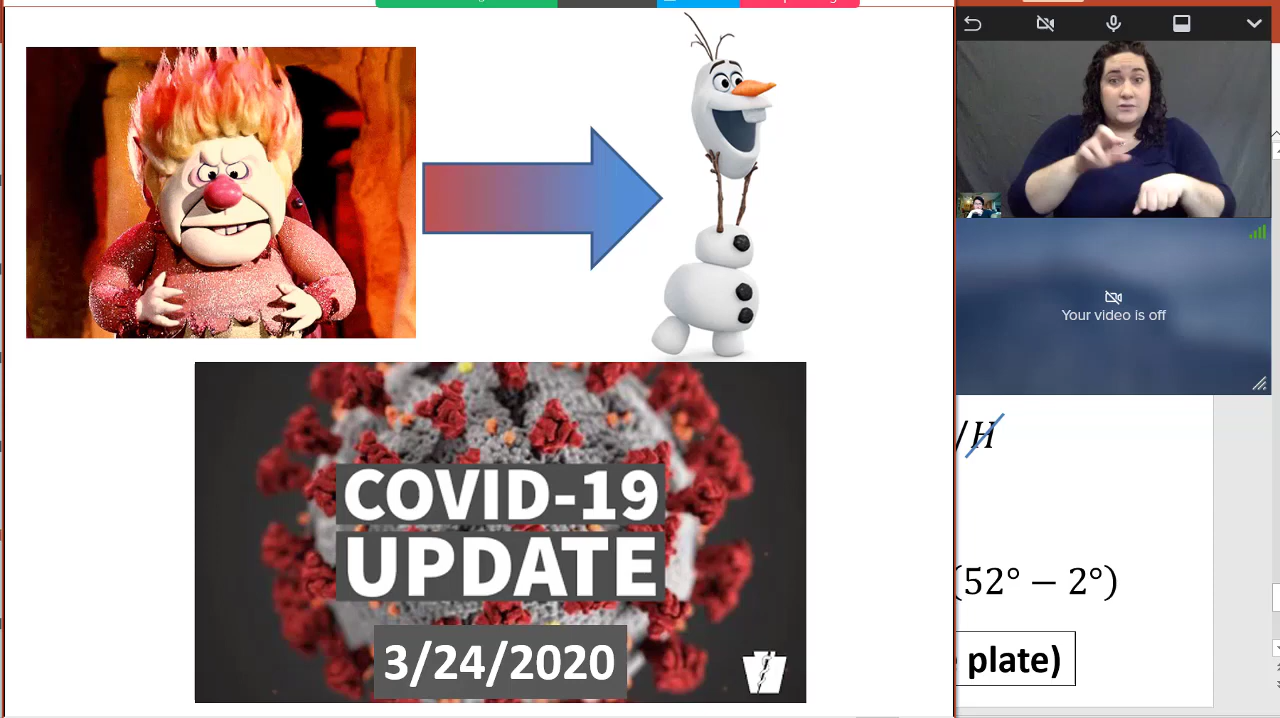 Your video is off
/H
(52° − 2°)
plate)
COVID-19
UPDATE
3/24/2020